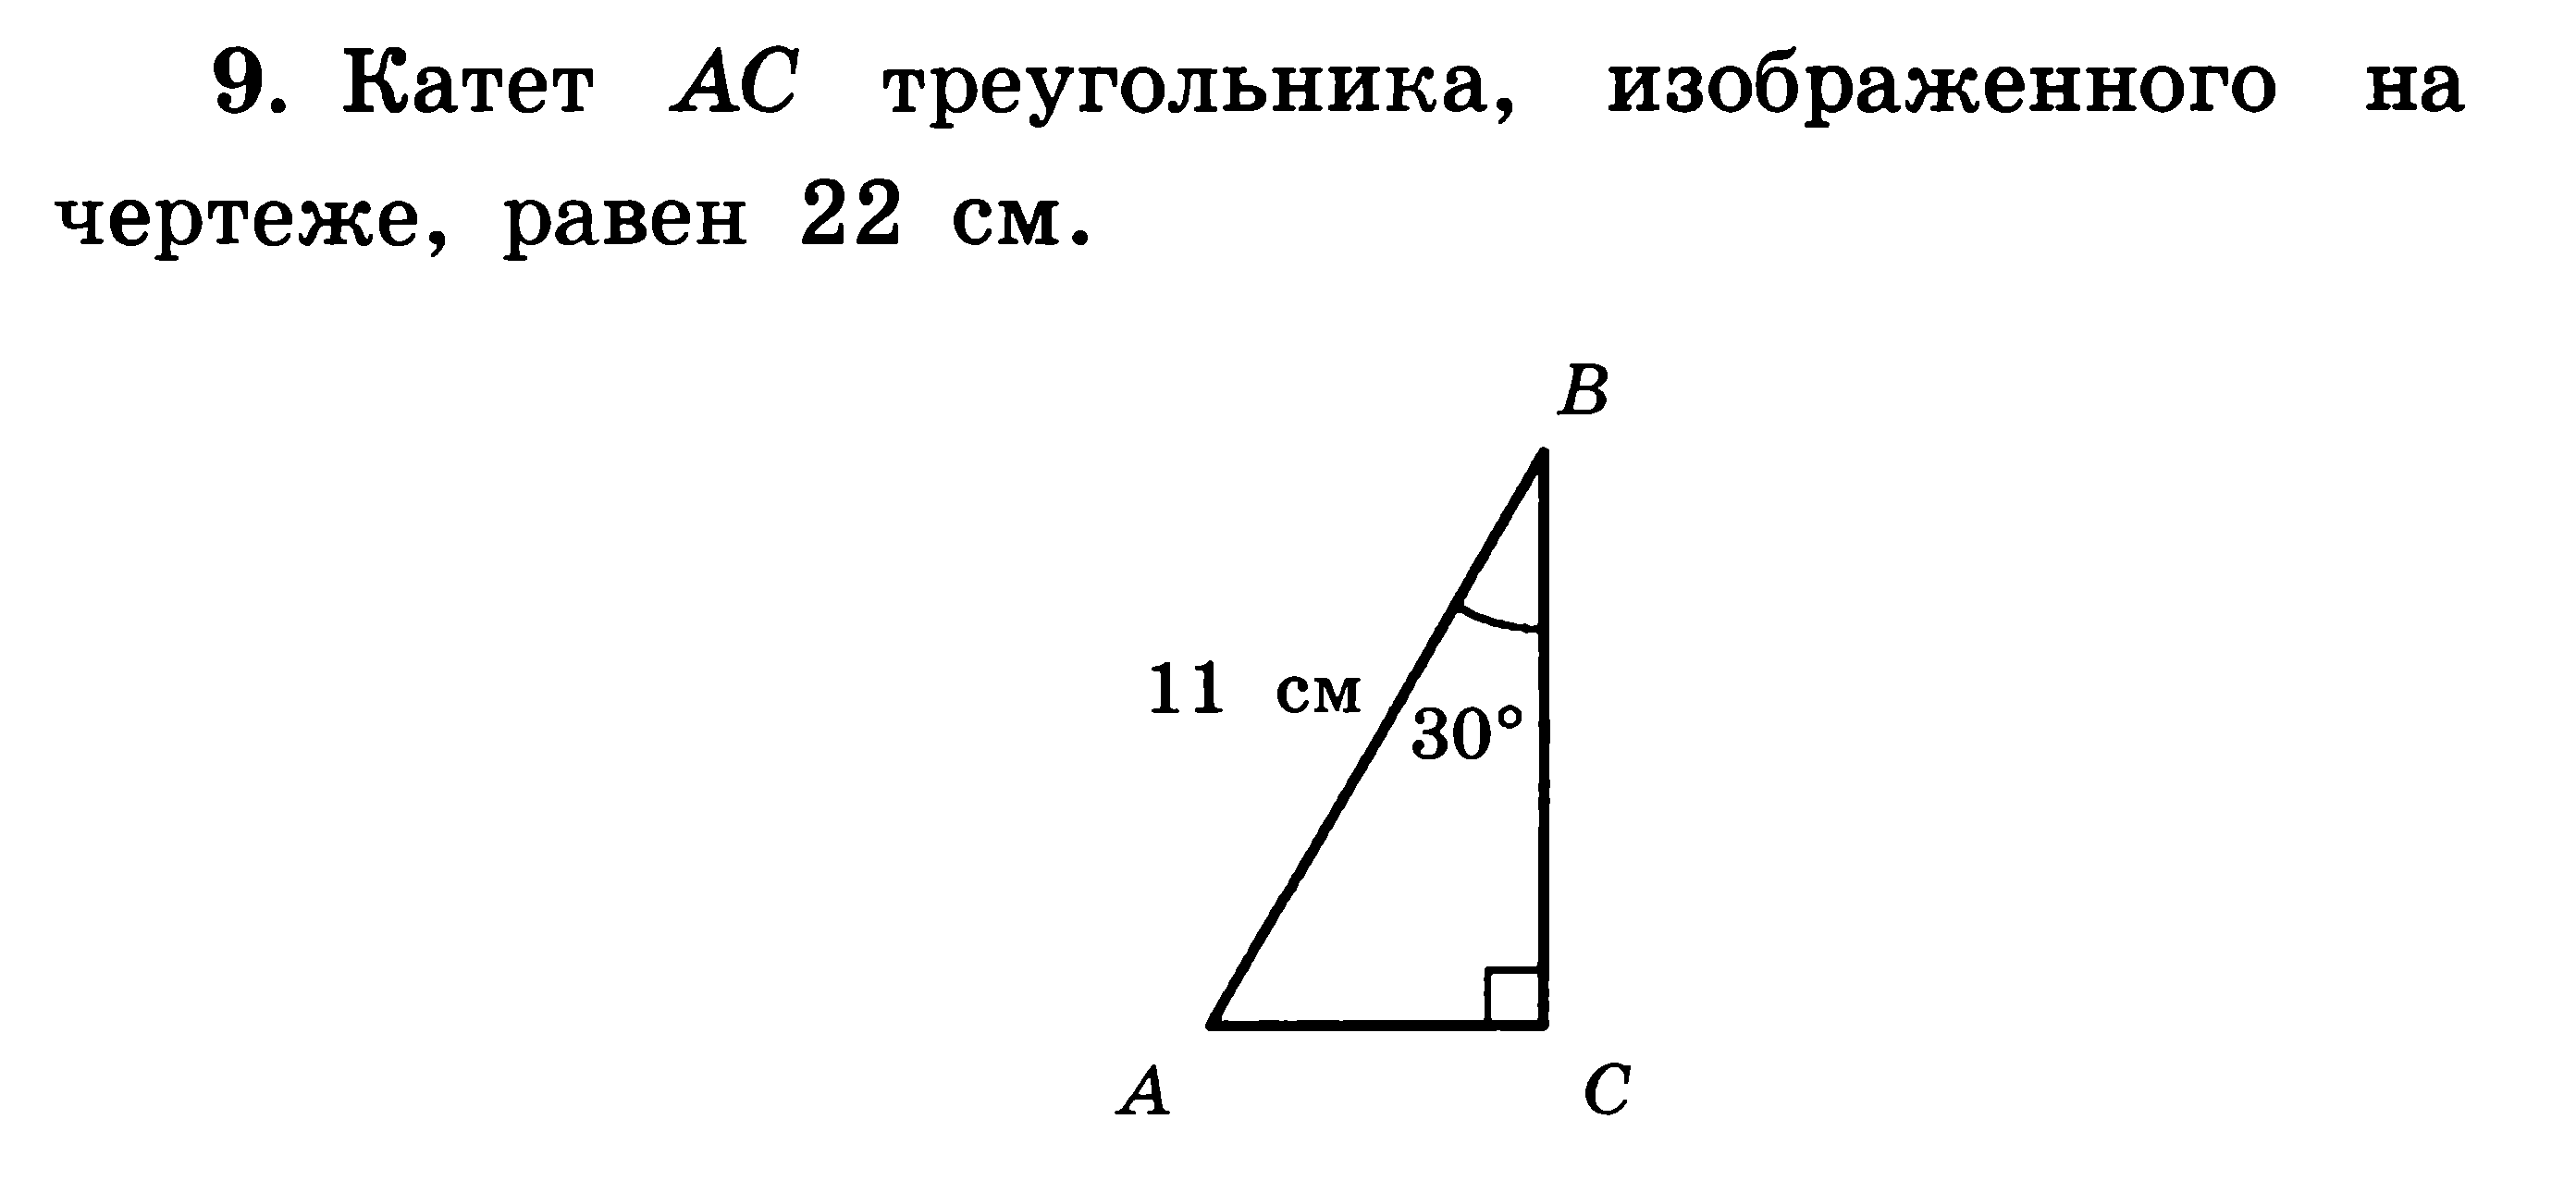 9. Катет AC треугольника, изображенного на
чертеже, равен 22 см.
B
11 см
30°
A
C